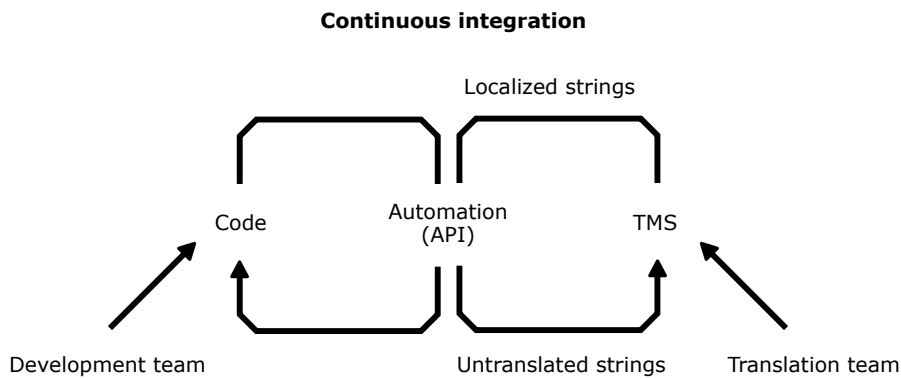 Continuous integration
Localized strings
Code
Automation
(API)
TMS
Development team
Untranslated strings
Translation team